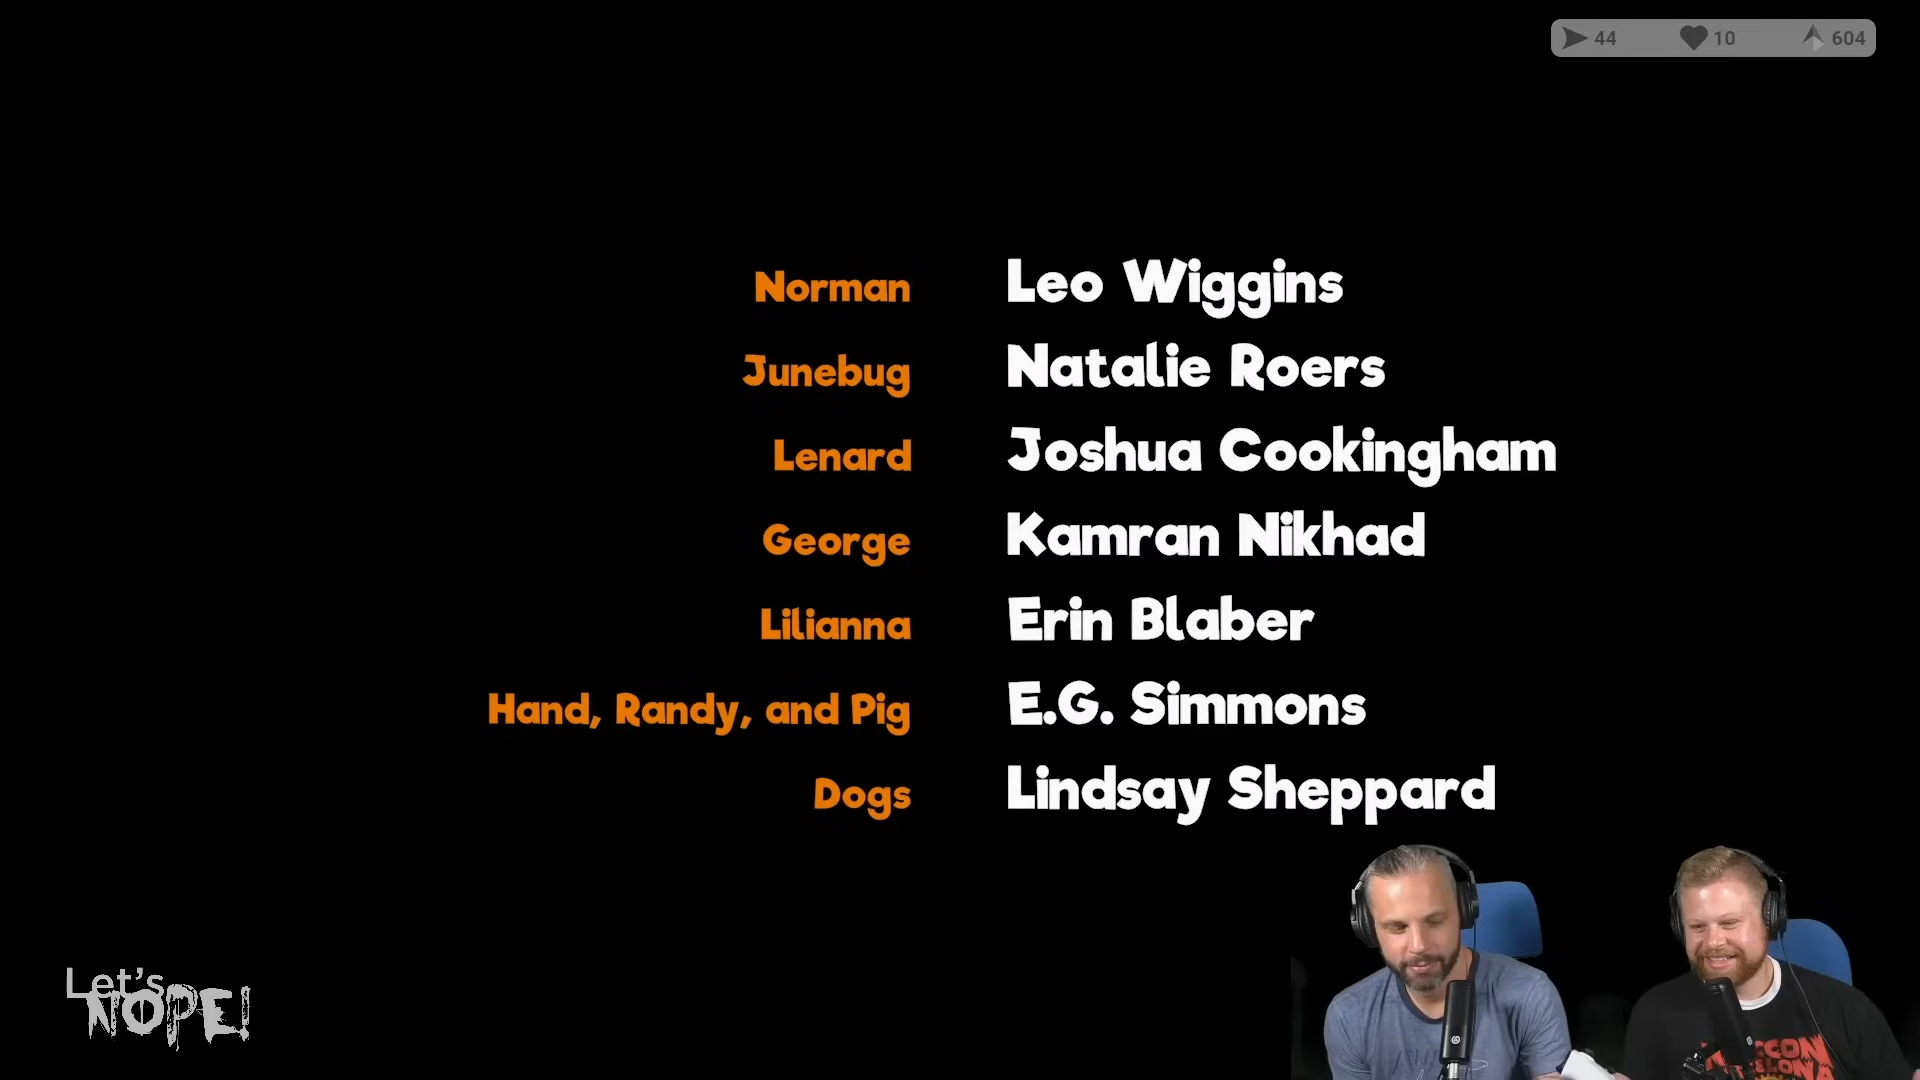 44 10 604
Norman Leo Wiggins
Junebug Natalie Roers
Lenard Joshua Cookingham
George Kamran Nikhad
Lilianna Erin Blaber
Hand, Randy, and Pig E.G. Simmons
Dogs Lindsay Sheppard
Let's
NOPE!